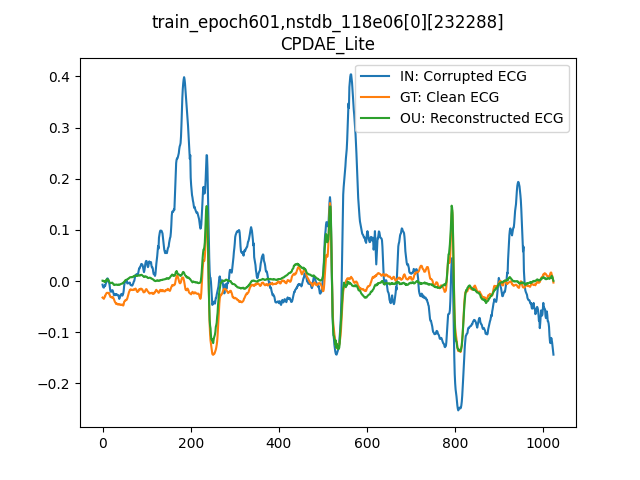 train_epoch601,nstdb_118e06[0][232288]
CPDAE_Lite
IN: Corrupted ECG
GT: Clean ECG
OU: Reconstructed ECG
0.4
0.3
0.2
0.1
0.0
−0.1
−0.2
0 200 400 600 800 1000